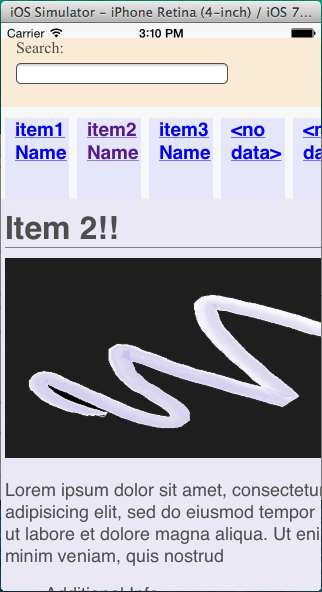 iOS Simulator - iPhone Retina (4-inch) / iOS 7...
Carrer 3:10 PM
Search:
item1 item2 item3 <no <n
Name Name Name data> da
Item 2!!
Lorem ipsum dolor sit amet, consectetu
adipisicing elit, sed do eiusmod tempor
ut labore et dolore magna aliqua. Ut eni
minim veniam, quis nostrud
Additional Info